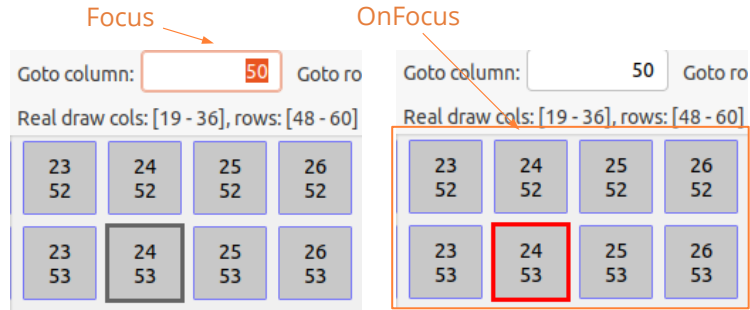 Focus
OnFocus
Goto column: 50 Goto ro
Real draw cols: [19 - 36], rows: [48 - 60]
23 24 25 26
52 52 52 52
23 24 25 26
53 53 53 53
Goto column: 50 Goto ro
Real draw cols: [19 - 36], rows: [48 - 60]
23 24 25 26
52 52 52 52
23 24 25 26
53 53 53 53